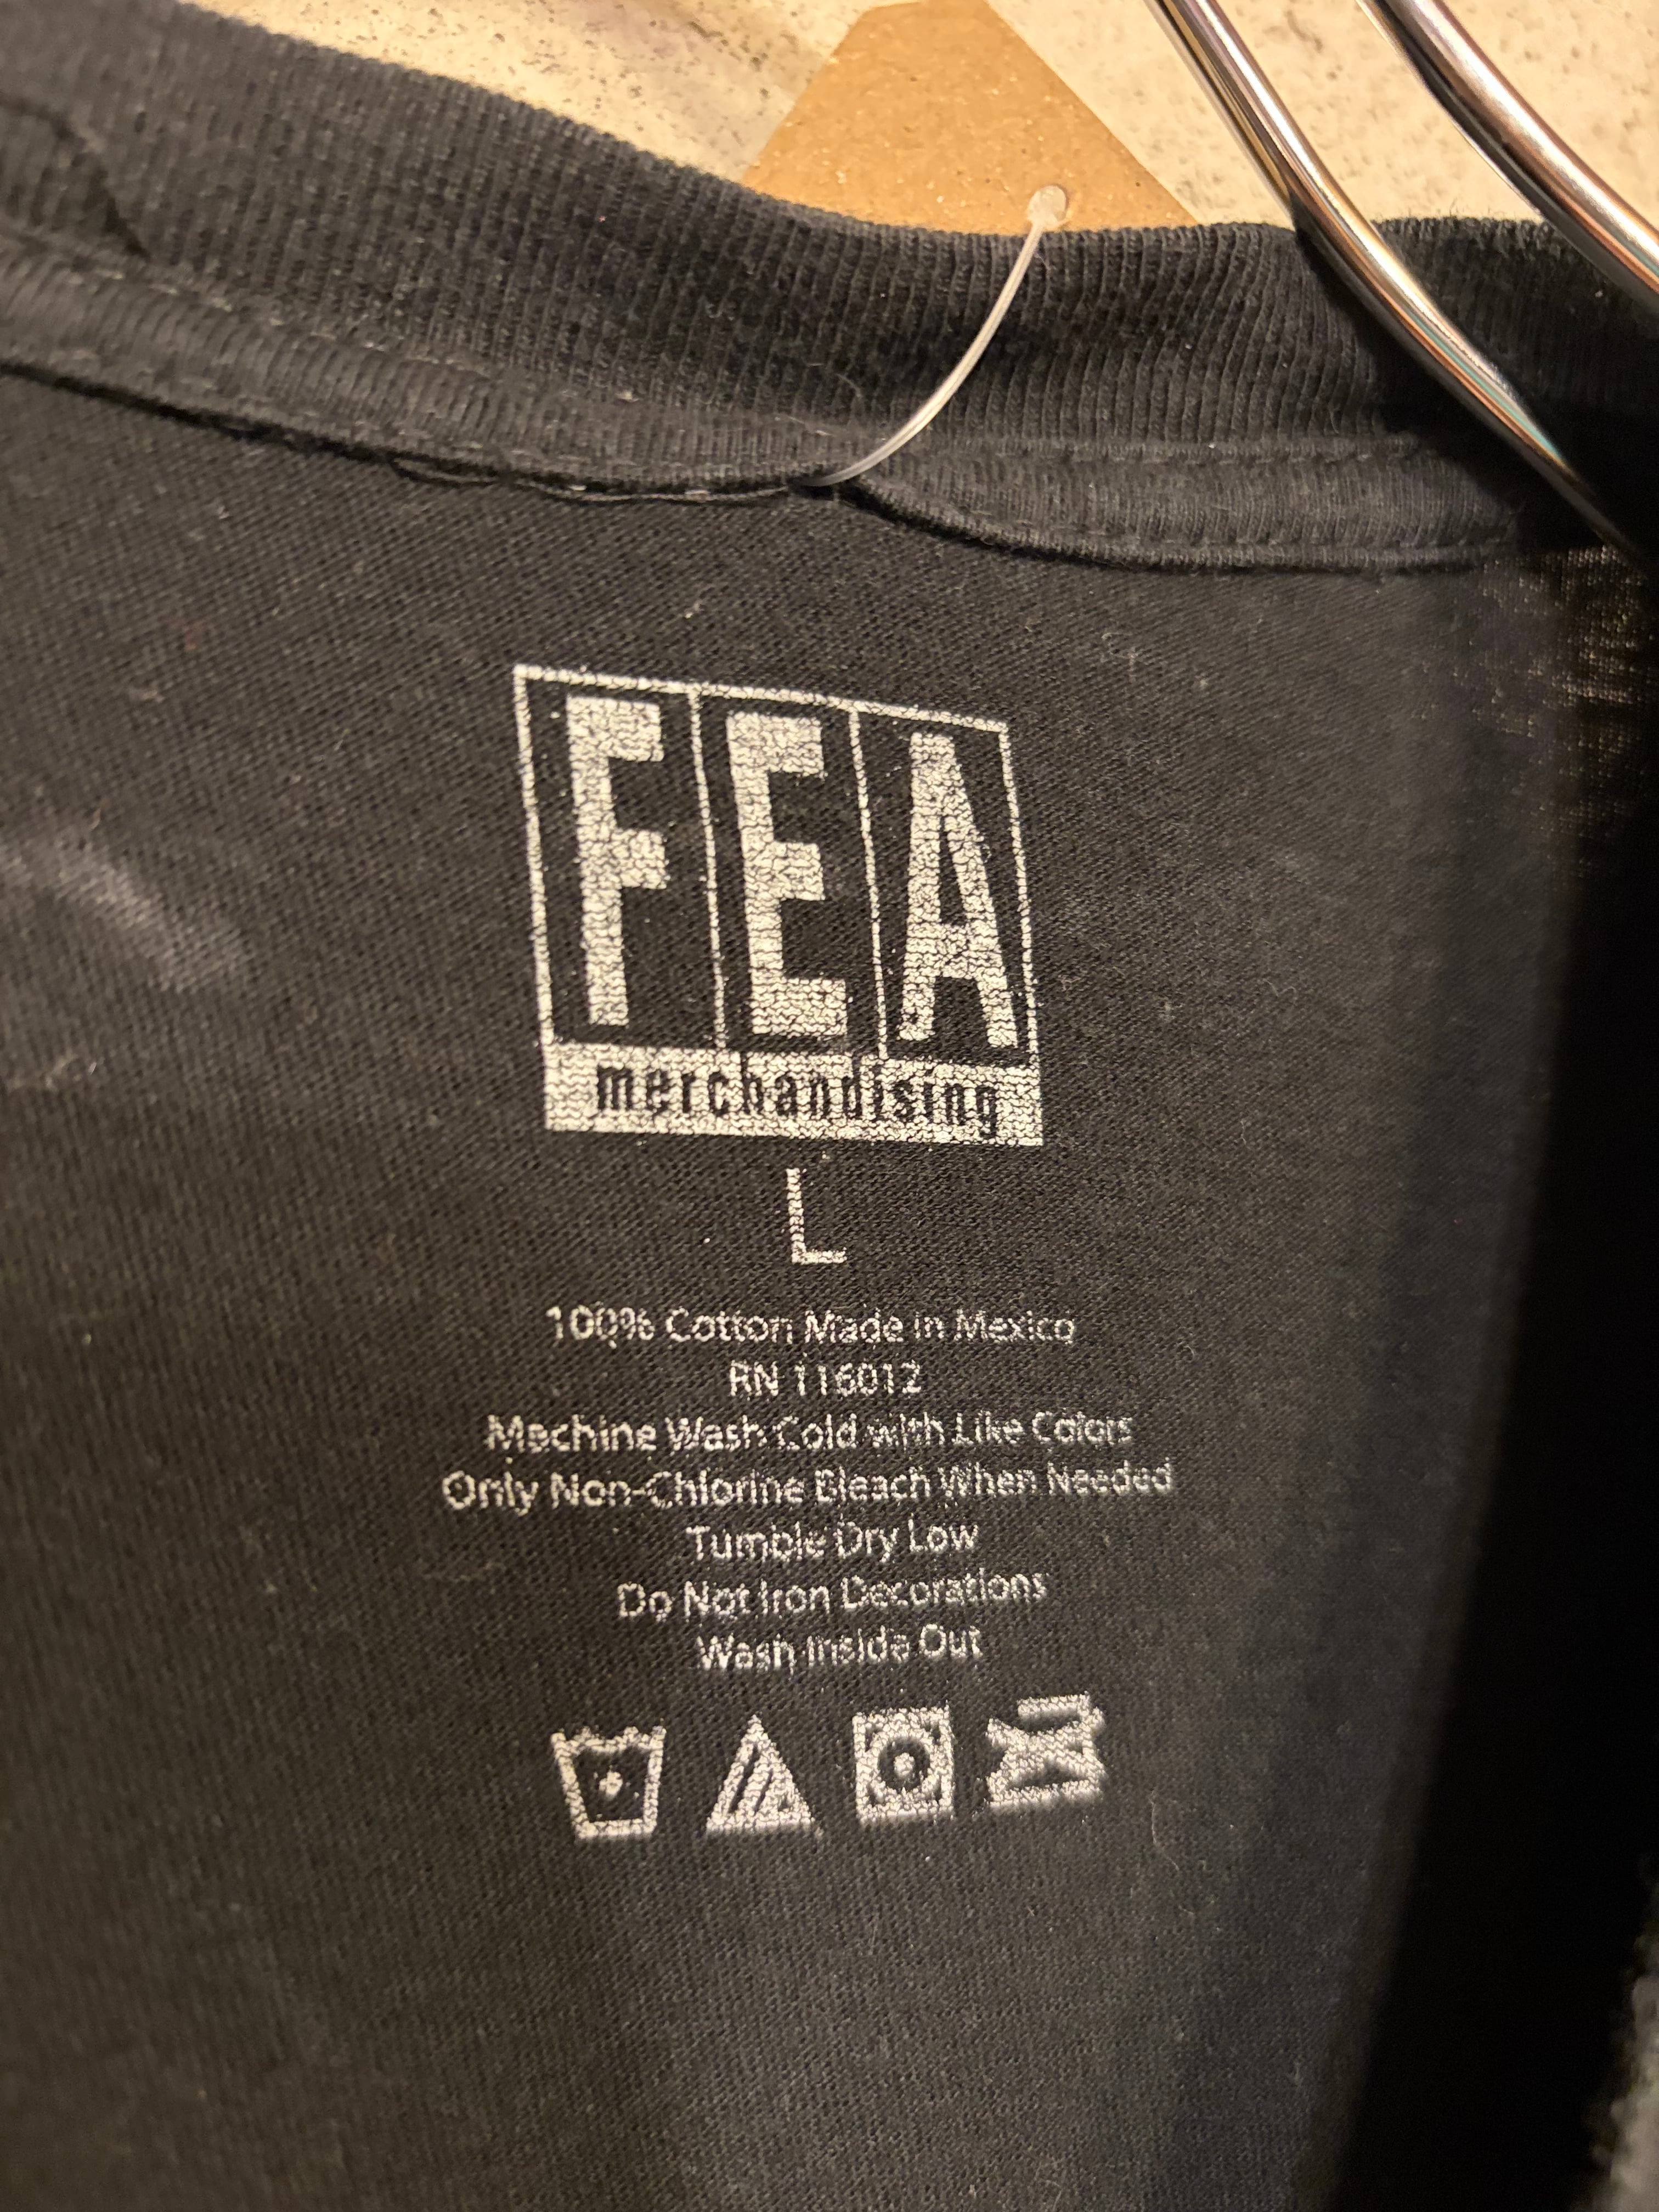 FEA
merchandising
L
100% Cotton Made in Mexico
RN 116012
Machine Wash Cold with Like Colors
Only Non-Chlorine Bleach When Needed
Tumble Dry Low
Do Not Iron Decorations
Wash Inside Out